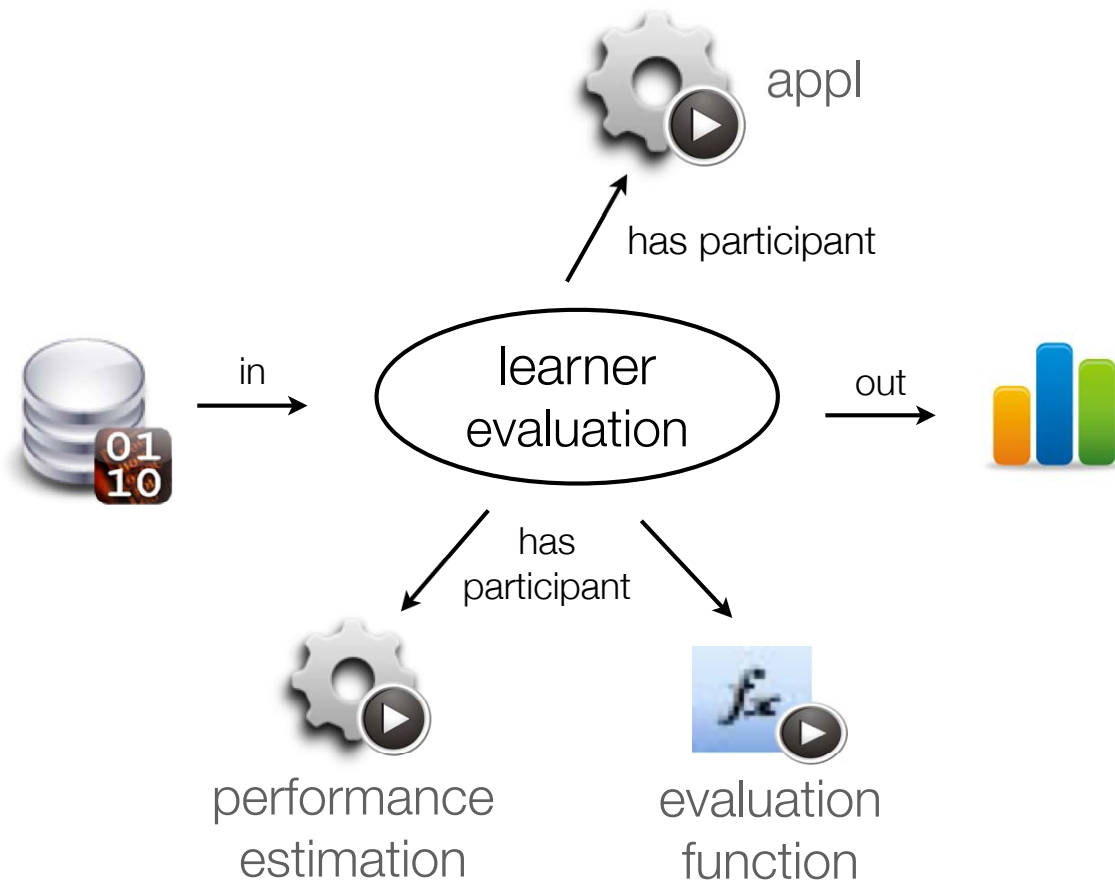 appl
has participant
in
learner
evaluation
out
01
10
has
participant
fx
performance
estimation
evaluation
function